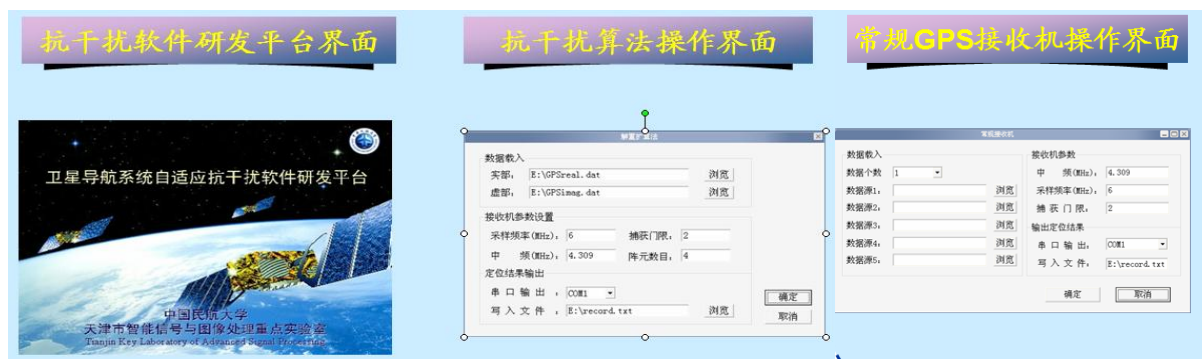 抗干扰软件研发平台界面
抗干扰算法操作界面
常规GPS接收机操作界面
卫星导航系统自适应抗干扰软件研发平台
中国民航大学
天津市智能信号与图像处理重点实验室
Tianjin Key Laboratory of Advanced Signal Processing
数据载入
实部: E:\GPSreal.dat 浏览
虚部: E:\GPSimag.dat 浏览
接收机参数设置
采样频率(MHz): 6 捕获门限: 2
中 频(MHz): 4.309 阵元数目: 4
定位结果输出
串 口 输 出 : COM1
写 入 文 件 : E:\record.txt 浏览
确定
取消
常规接收机
数据载入
数据个数 1
数据源1: 浏览
数据源2: 浏览
数据源3: 浏览
数据源4: 浏览
数据源5: 浏览
接收机参数
中 频(MHz): 4.309
采样频率(MHz): 6
捕 获 门 限: 2
输出定位结果
串 口 输 出: COM1
写 入 文 件: E:\record.txt
确定 取消